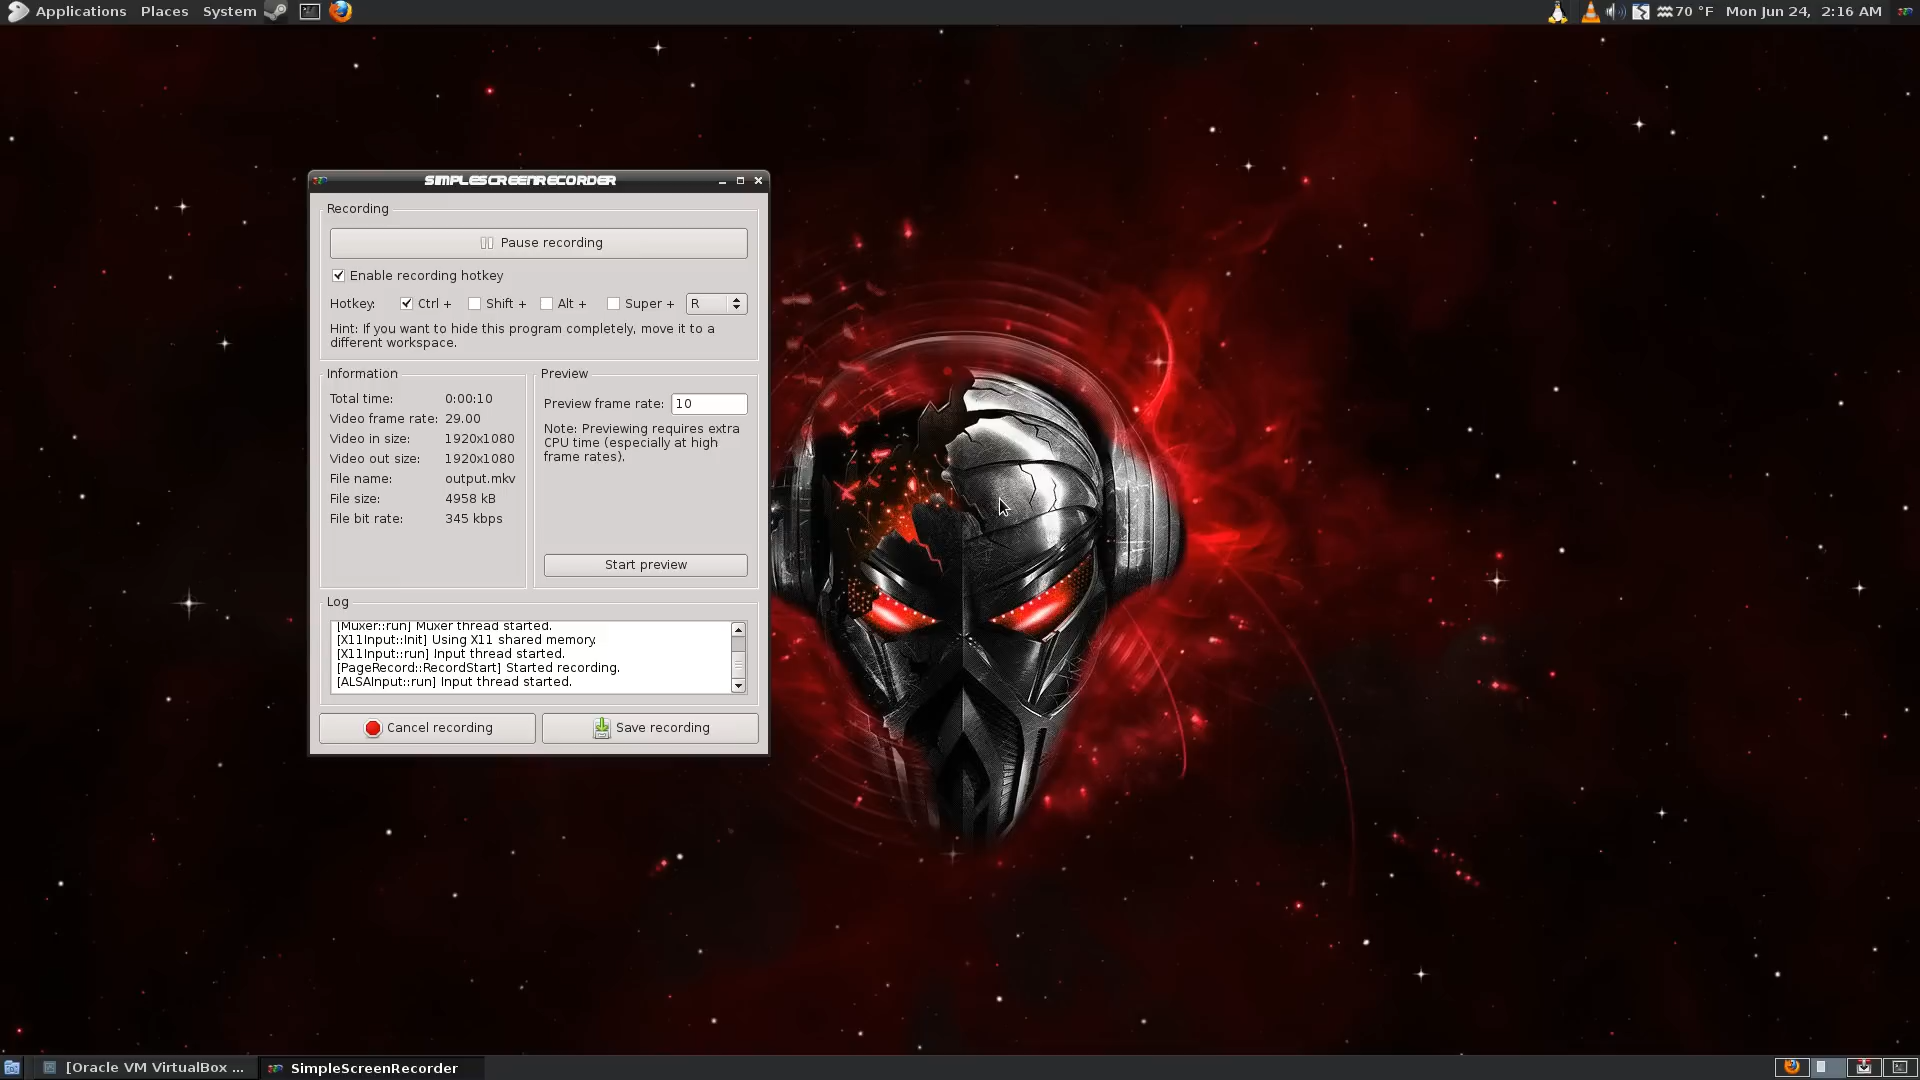 Applications Places System
70 °F Mon Jun 24, 2:16 AM
SIMPLESCREENRECORDER
Recording
Pause recording
Enable recording hotkey
Hotkey: Ctrl + Shift + Alt + Super + R
Hint: If you want to hide this program completely, move it to a
different workspace.
Information
Total time: 0:00:10
Video frame rate: 29.00
Video in size: 1920x1080
Video out size: 1920x1080
File name: output.mkv
File size: 4958 kB
File bit rate: 345 kbps
Preview
Preview frame rate: 10
Note: Previewing requires extra
CPU time (especially at high
frame rates).
Start preview
Log
[Muxer::run] Muxer thread started.
[X11Input::Init] Using X11 shared memory.
[X11Input::run] Input thread started.
[PageRecord::RecordStart] Started recording.
[ALSAInput::run] Input thread started.
Cancel recording
Save recording
[Oracle VM VirtualBox ...
SimpleScreenRecorder